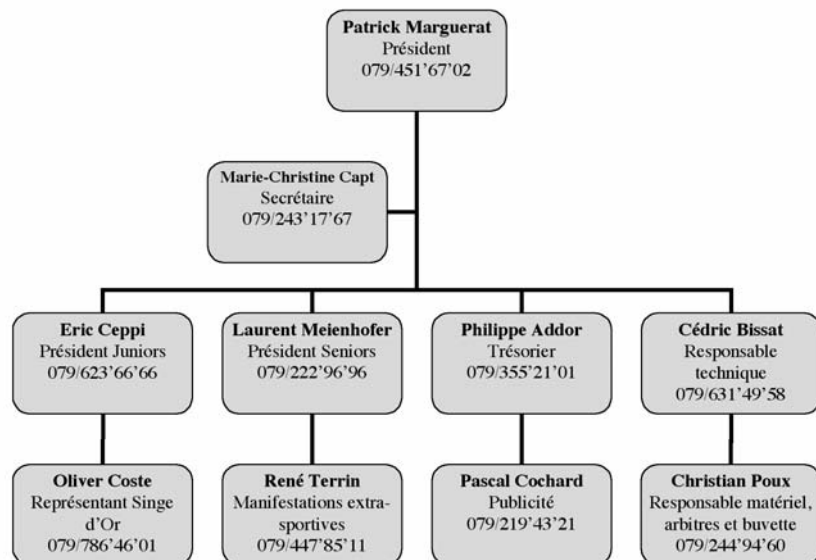 Patrick Marguerat
Président
079/451’67’02
Marie-Christine Capt
Secrétaire
079/243’17’67
Eric Ceppi
Président Juniors
079/623’66’66
Laurent Meienhofer
Président Seniors
079/222’96’96
Philippe Addor
Trésorier
079/355’21’01
Cédric Bissat
Responsable
technique
079/631’49’58
Oliver Coste
Représentant Singe
d’Or
079/786’46’01
René Terrin
Manifestations extra-
sportives
079/447’85’11
Pascal Cochard
Publicité
079/219’43’21
Christian Poux
Responsable matériel,
arbitres et buvette
079/244’94’60